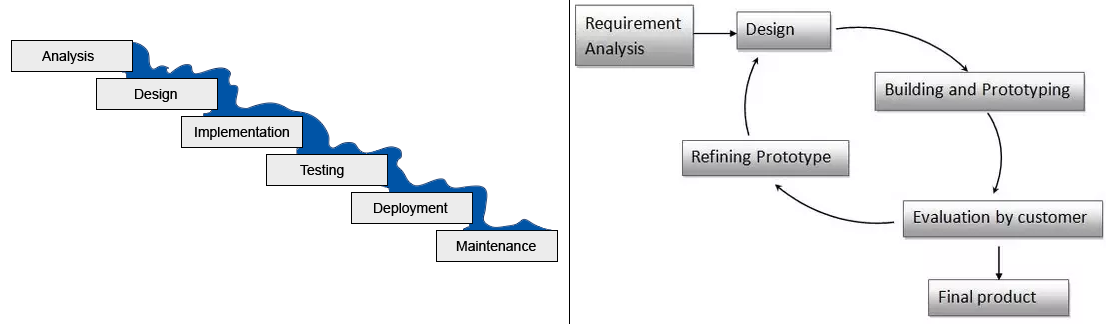 Analysis
Design
Implementation
Testing
Deployment
Maintenance
Requirement
Analysis
Design
Building and Prototyping
Refining Prototype
Evaluation by customer
Final product